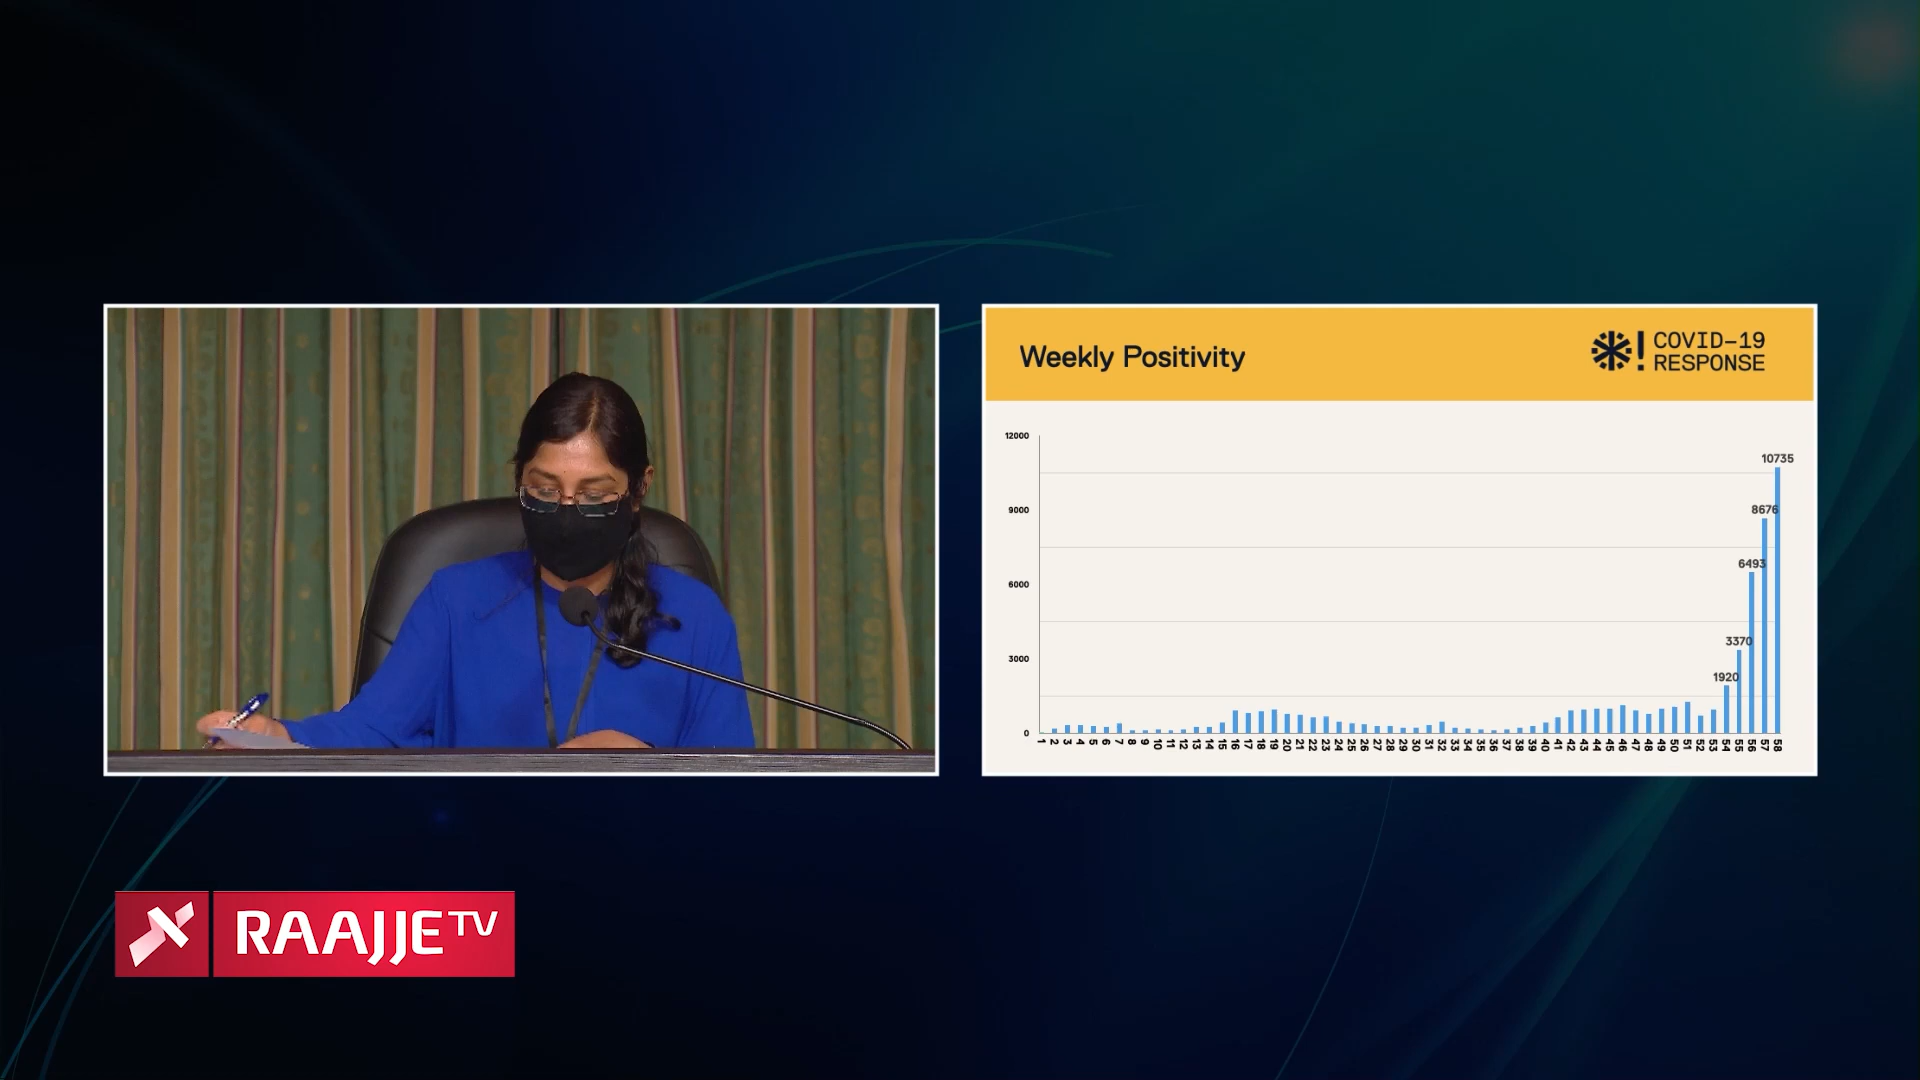 Weekly Positivity
COVID-19
RESPONSE
12000
9000
6000
3000
0
1920
3370
6493
8676
10735
1 2 3 4 5 6 7 8 9 10 11 12 13 14 15 16 17 18 19 20 21 22 23 24 25 26 27 28 29 30 31 32 33 34 35 36 37 38 39 40 41 42 43 44 45 46 47 48 49 50 51 52 53 54 55 56 57 58
RAAJJE TV